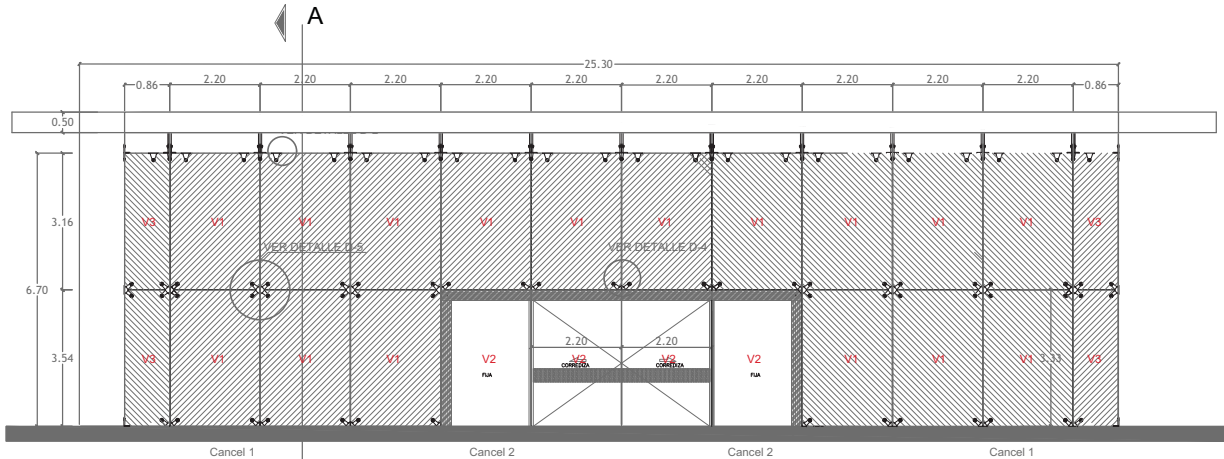 A
25.30
0.86 2.20 2.20 2.20 2.20 2.20 2.20 2.20 2.20 2.20 2.20 0.86
0.50
3.16
V3 V1 V1 V1 V1 V1 V1 V1 V1 V1 V1 V3
VER DETALLE D-5 VER DETALLE D-4
6.70
2.20 2.20
3.54
V3 V1 V1 V1 V2 V2 V2 V2 V1 V1 V1 3.33 V3
CORREDIZA CORREDIZA
FIJA FIJA
Cancel 1 Cancel 2 Cancel 2 Cancel 1